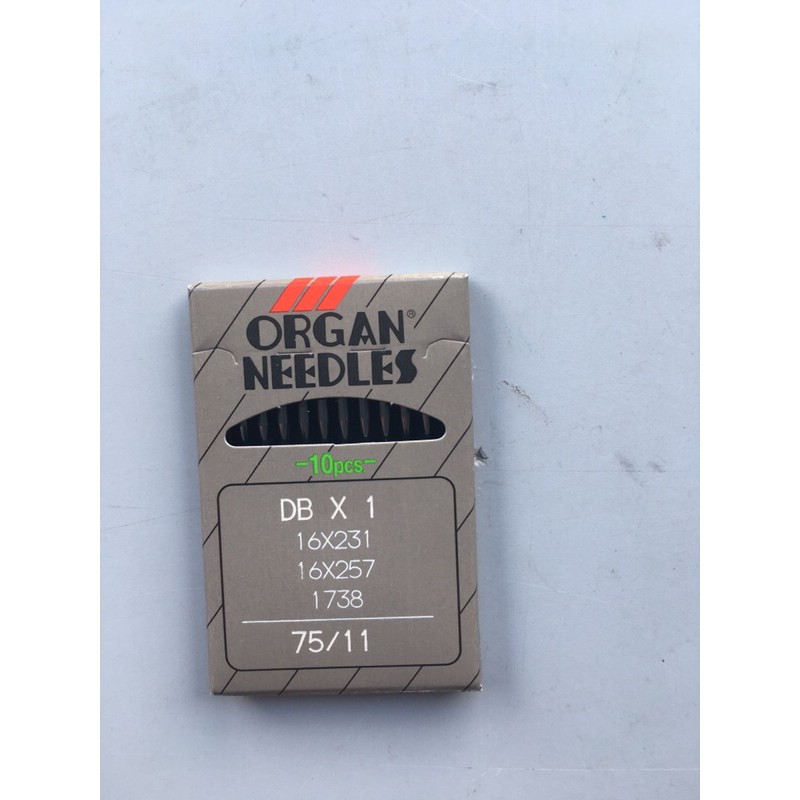 ORGAN®
NEEDLES
-10pcs-
DB X 1
16X231
16X257
1738
75/11